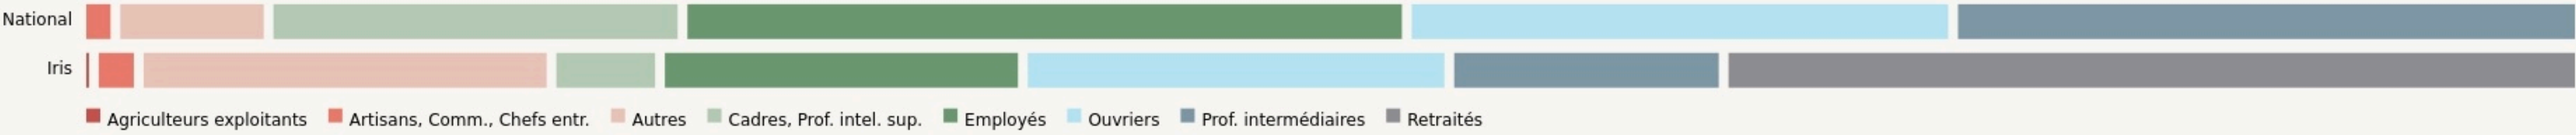 National
Iris
Agriculteurs exploitants Artisans, Comm., Chefs entr. Autres Cadres, Prof. intel. sup. Employés Ouvriers Prof. intermédiaires Retraités